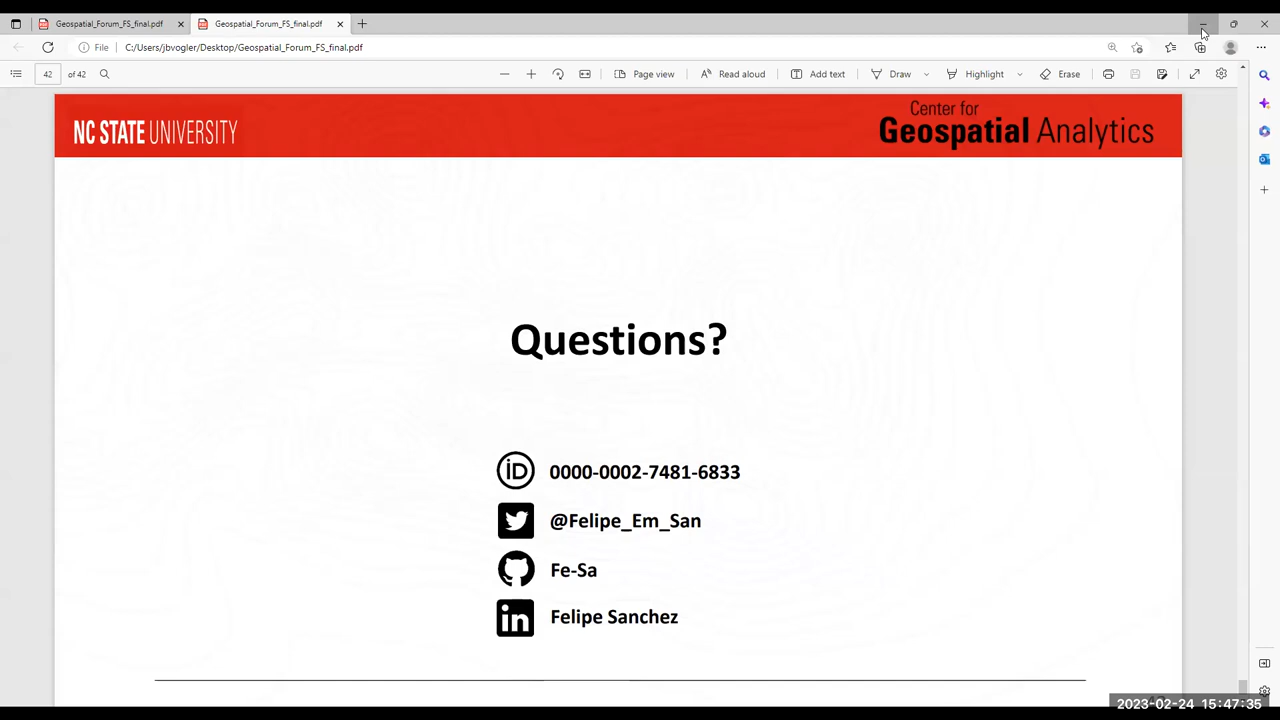 Geospatial_Forum_FS_final.pdf
Geospatial_Forum_FS_final.pdf
File
C:/Users/jbvogler/Desktop/Geospatial_Forum_FS_final.pdf
42 of 42
Page view
Read aloud
Add text
Draw
Highlight
Erase
NC STATE UNIVERSITY
Center for
Geospatial Analytics
Questions?
iD 0000-0002-7481-6833
@Felipe_Em_San
Fe-Sa
in Felipe Sanchez
2023-02-24 15:47:35